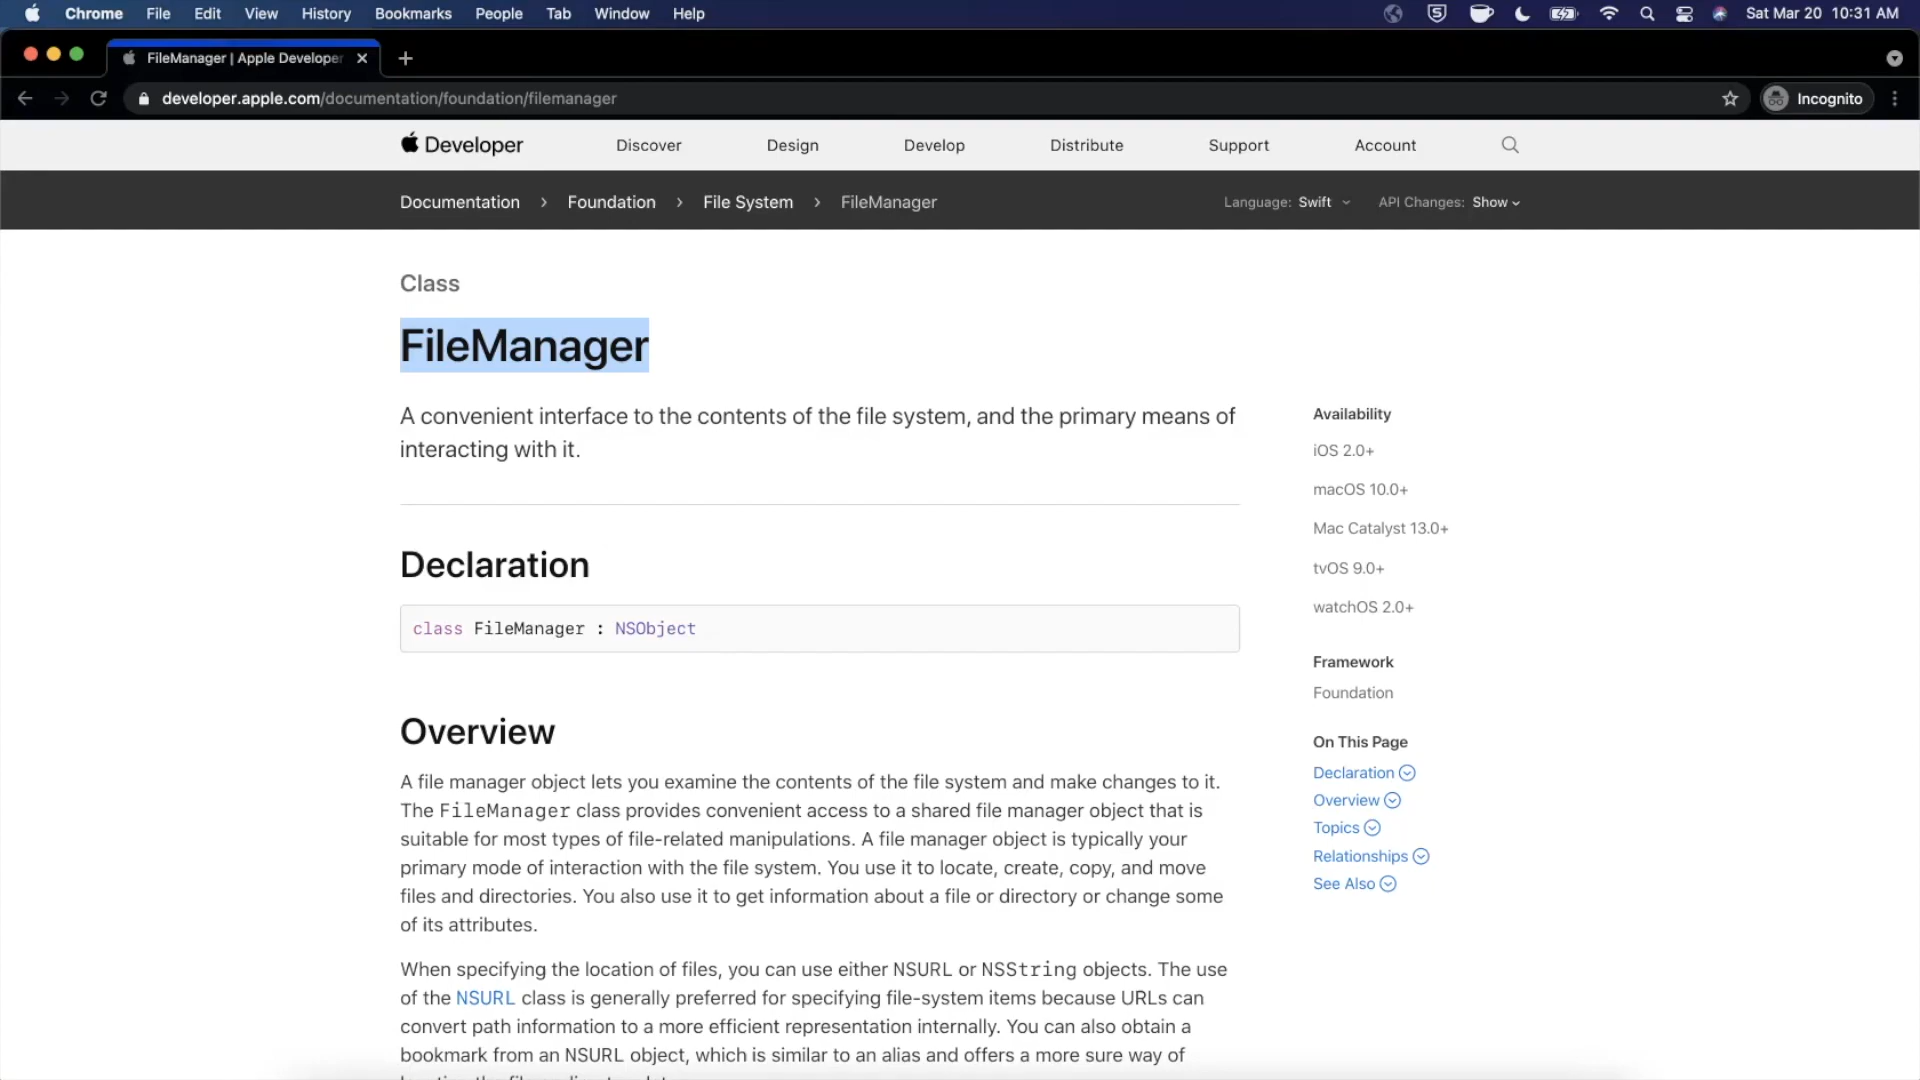 Chrome File Edit View History Bookmarks People Tab Window Help Sat Mar 20 10:31 AM
FileManager | Apple Developer
developer.apple.com/documentation/foundation/filemanager Incognito
Developer Discover Design Develop Distribute Support Account
Documentation › Foundation › File System › FileManager Language: Swift API Changes: Show
Class
FileManager
A convenient interface to the contents of the file system, and the primary means of
interacting with it.
Declaration
class FileManager : NSObject
Overview
A file manager object lets you examine the contents of the file system and make changes to it.
The FileManager class provides convenient access to a shared file manager object that is
suitable for most types of file-related manipulations. A file manager object is typically your
primary mode of interaction with the file system. You use it to locate, create, copy, and move
files and directories. You also use it to get information about a file or directory or change some
of its attributes.
When specifying the location of files, you can use either NSURL or NSString objects. The use
of the NSURL class is generally preferred for specifying file-system items because URLs can
convert path information to a more efficient representation internally. You can also obtain a
bookmark from an NSURL object, which is similar to an alias and offers a more sure way of
Availability
iOS 2.0+
macOS 10.0+
Mac Catalyst 13.0+
tvOS 9.0+
watchOS 2.0+
Framework
Foundation
On This Page
Declaration
Overview
Topics
Relationships
See Also